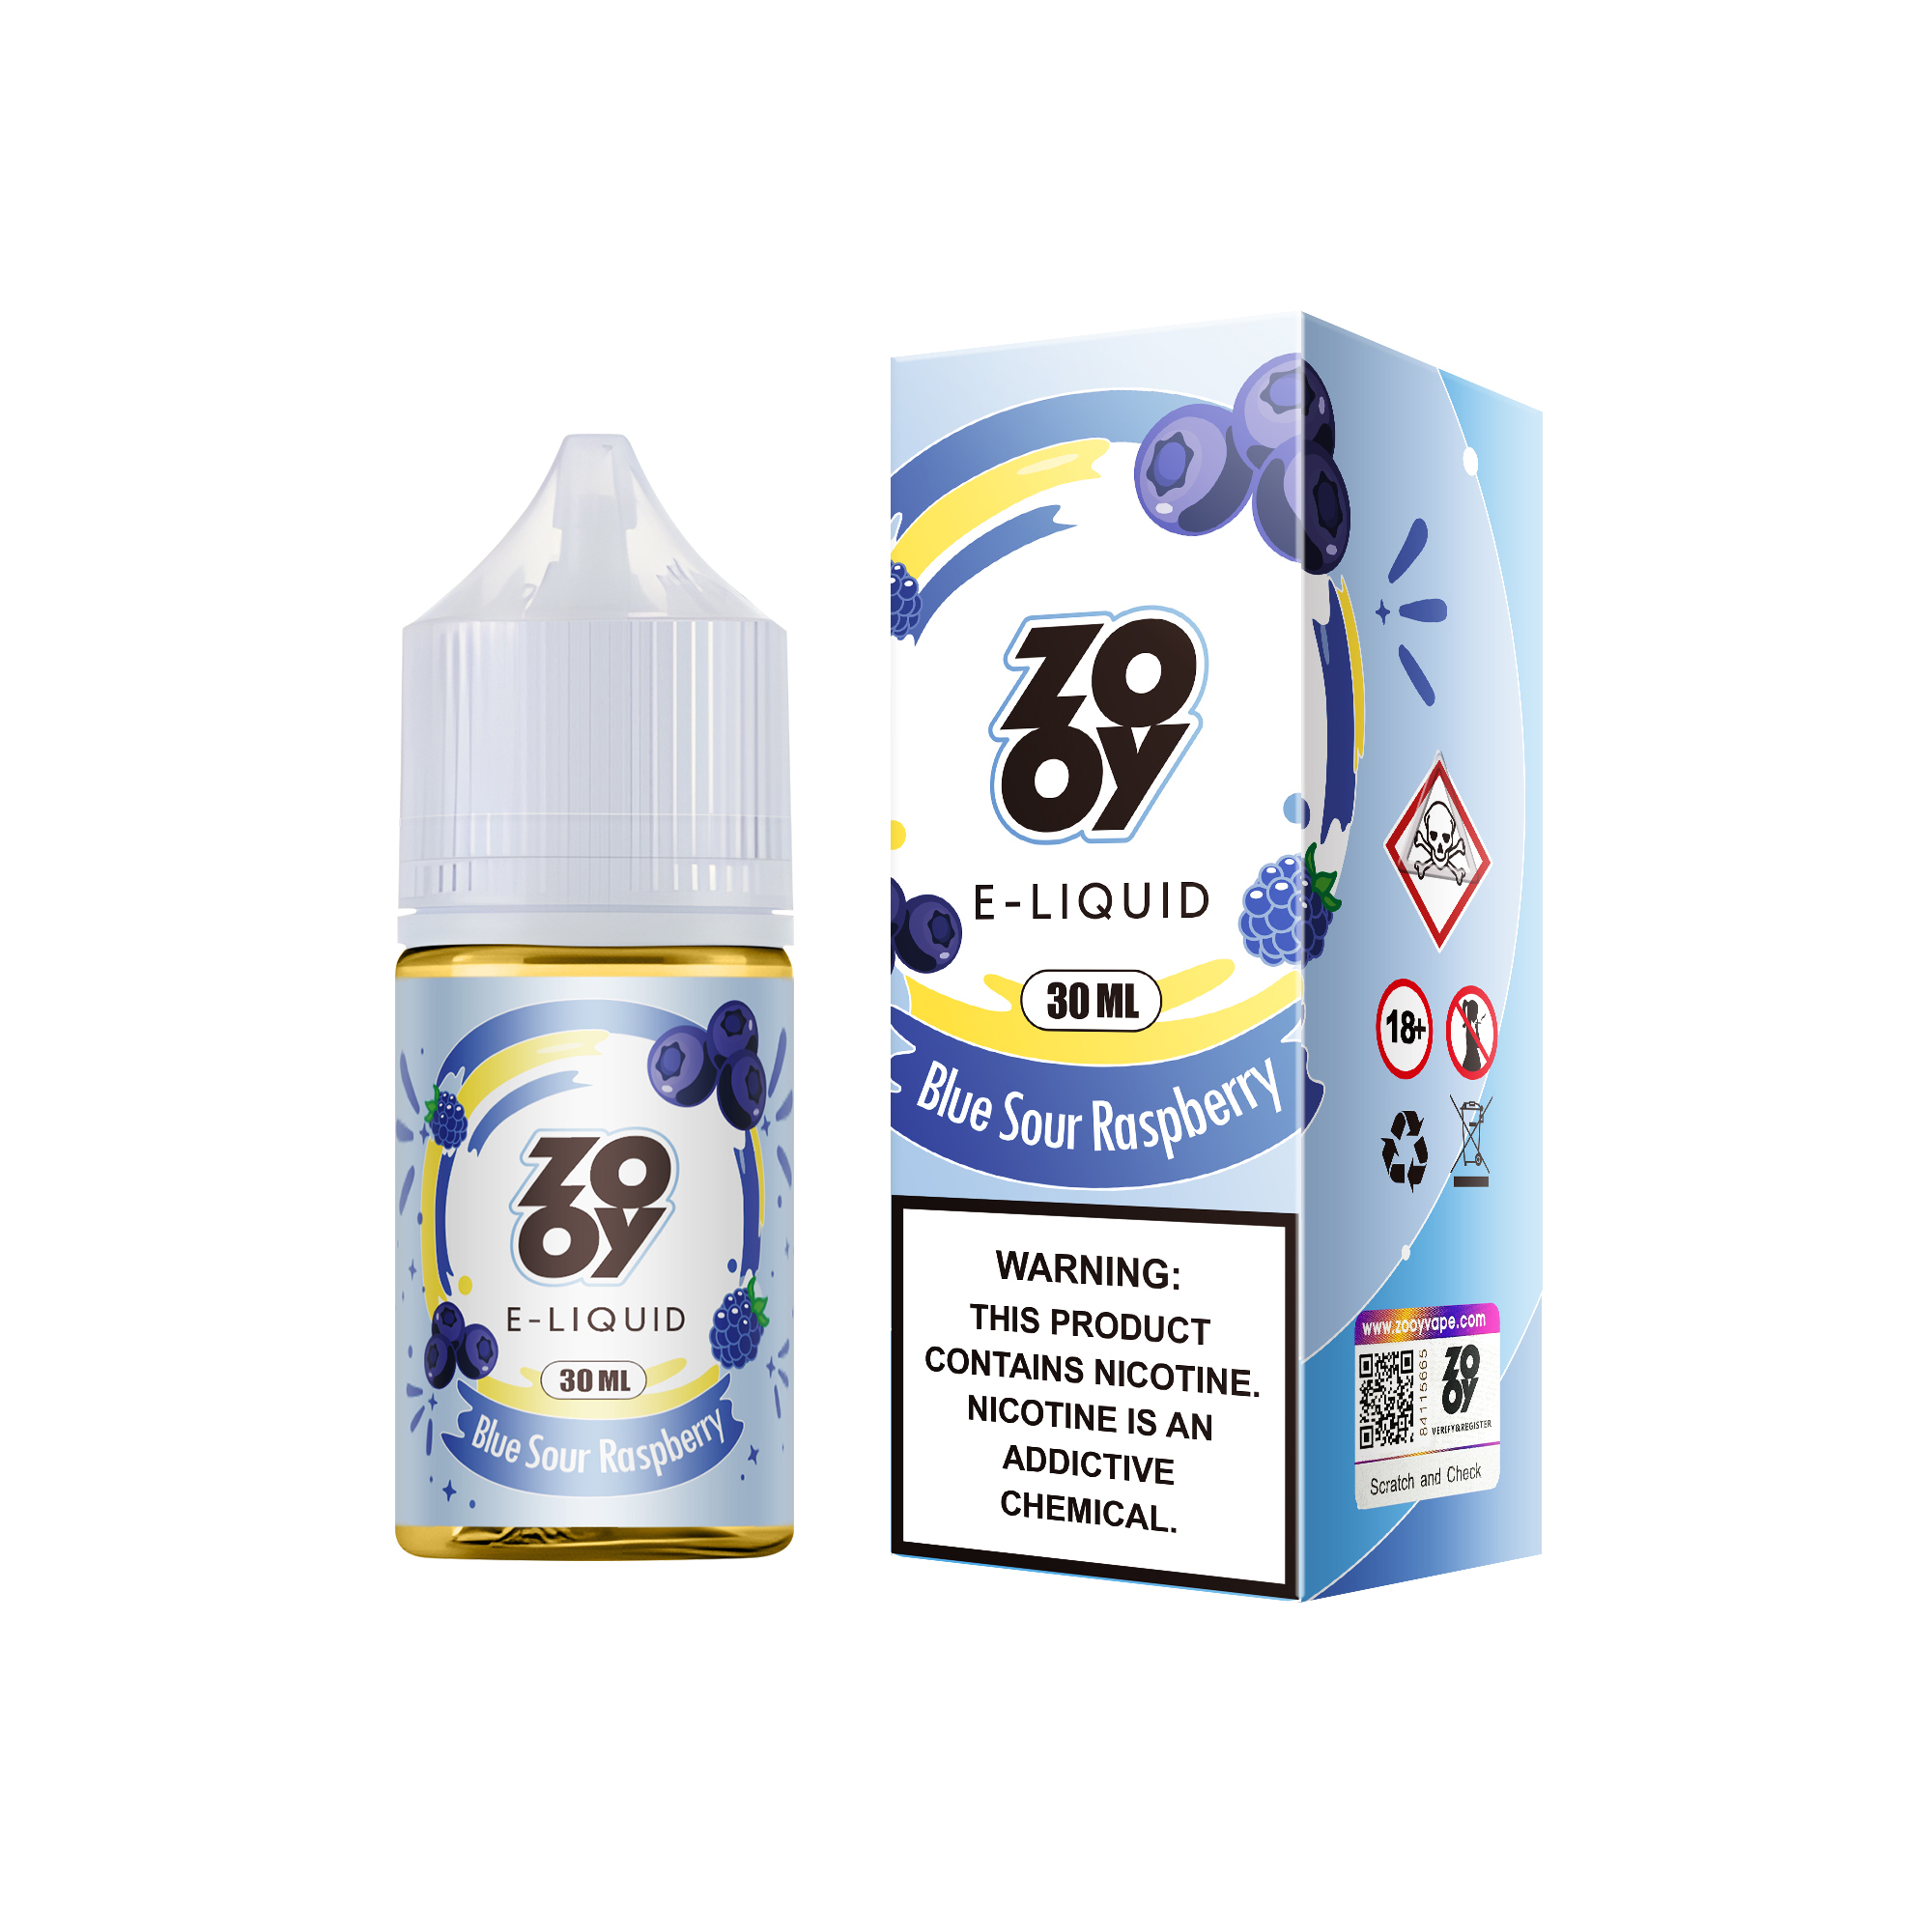 ZO
OY
E-LIQUID
30 ML
Blue Sour Raspberry
ZO
OY
E-LIQUID
30 ML
Blue Sour Raspberry
WARNING:
THIS PRODUCT
CONTAINS NICOTINE.
NICOTINE IS AN
ADDICTIVE
CHEMICAL.
18+
www.zooyvape.com
84115665
ZO
OY
VERIFY&REGISTER
Scratch and Check